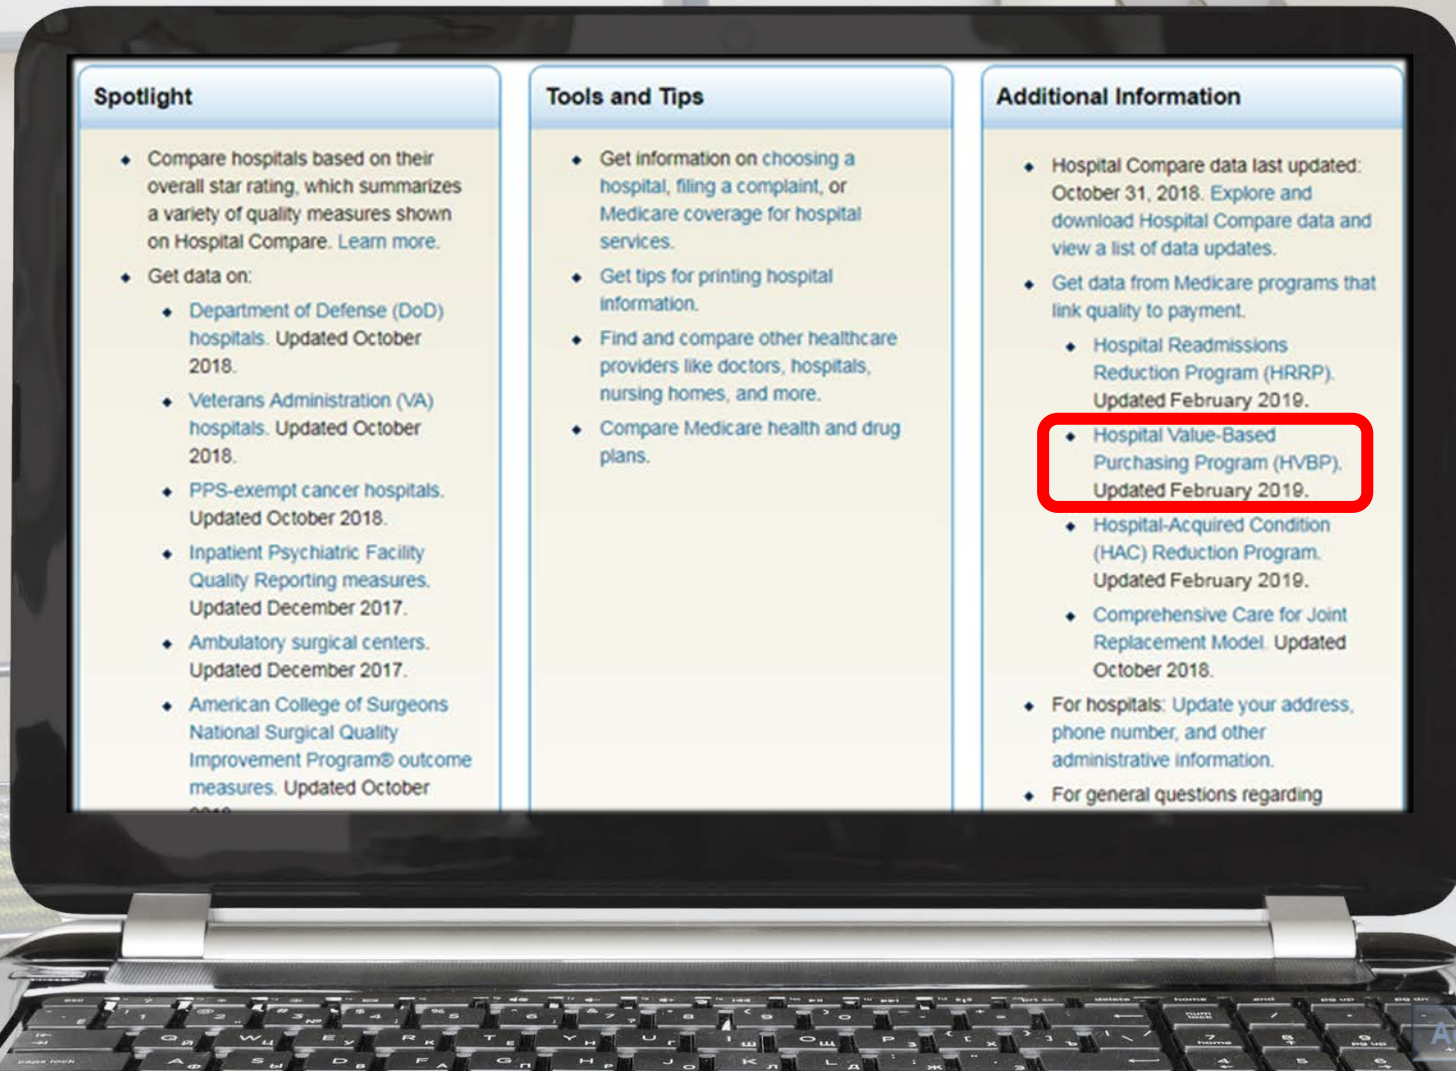 Spotlight
Compare hospitals based on their
overall star rating, which summarizes
a variety of quality measures shown
on Hospital Compare. Learn more.
Get data on:
Department of Defense (DoD)
hospitals. Updated October
2018.
Veterans Administration (VA)
hospitals. Updated October
2018.
PPS-exempt cancer hospitals.
Updated October 2018.
Inpatient Psychiatric Facility
Quality Reporting measures.
Updated December 2017.
Ambulatory surgical centers.
Updated December 2017.
American College of Surgeons
National Surgical Quality
Improvement Program® outcome
measures. Updated October
Tools and Tips
Get information on choosing a
hospital, filing a complaint, or
Medicare coverage for hospital
services.
Get tips for printing hospital
information.
Find and compare other healthcare
providers like doctors, hospitals,
nursing homes, and more.
Compare Medicare health and drug
plans.
Additional Information
Hospital Compare data last updated:
October 31, 2018. Explore and
download Hospital Compare data and
view a list of data updates.
Get data from Medicare programs that
link quality to payment.
Hospital Readmissions
Reduction Program (HRRP).
Updated February 2019.
Hospital Value-Based
Purchasing Program (HVBP).
Updated February 2019.
Hospital-Acquired Condition
(HAC) Reduction Program.
Updated February 2019.
Comprehensive Care for Joint
Replacement Model. Updated
October 2018.
For hospitals: Update your address,
phone number, and other
administrative information.
For general questions regarding